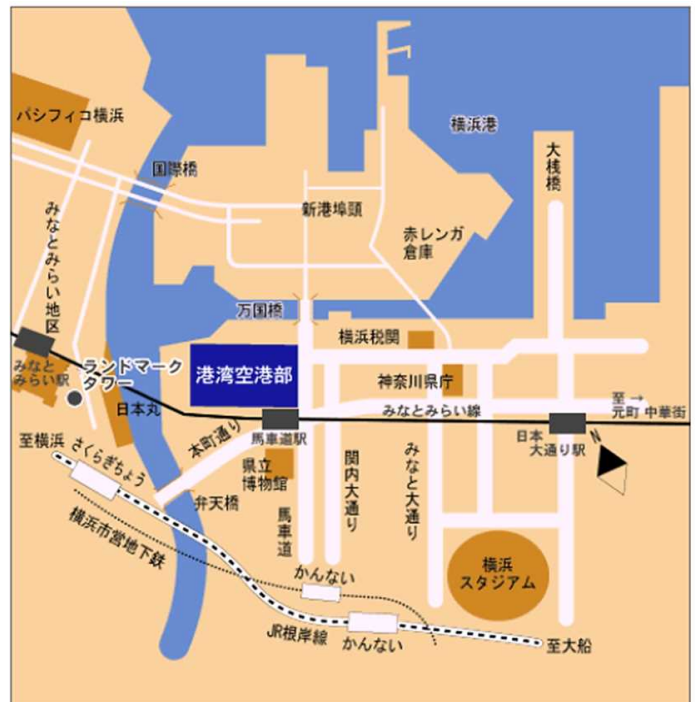 パシフィコ横浜
国際橋
横浜港
大桟橋
新港埠頭
赤レンガ
倉庫
みなとみらい地区
万国橋
横浜税関
みなと
みらい駅
ランドマーク
タワー
港湾空港部
神奈川県庁
日本丸
みなとみらい線
至→
元町 中華街
至横浜
さくらぎちょう
本町通り
馬車道駅
日本
大通り駅
N
県立
博物館
関内大通り
みなと大通り
弁天橋
馬車道
横浜市営地下鉄
かんない
横浜
スタジアム
JR根岸線
かんない
至大船